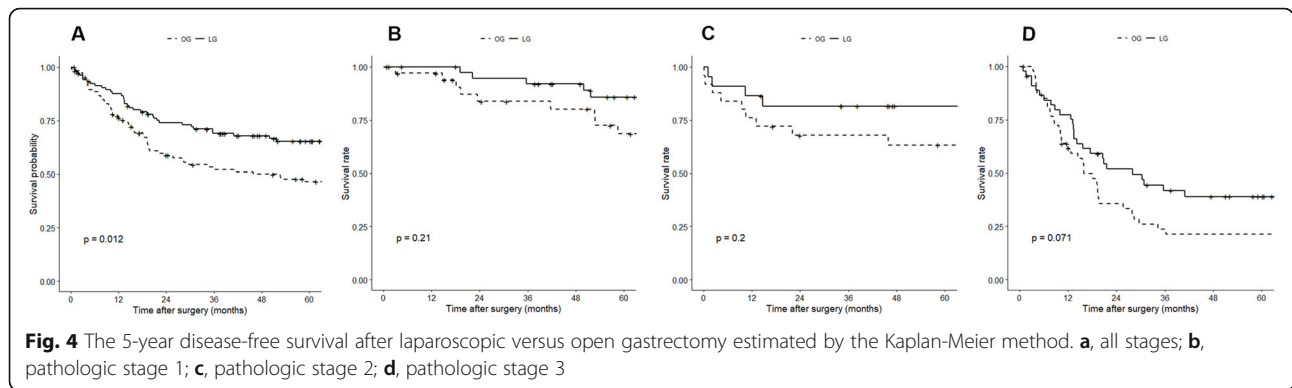 A
B
C
D
OG LG
OG LG
OG LG
OG LG
1.00
0.75
0.50
0.25
0.00
Survival probability
p = 0.012
0 12 24 36 48 60
Time after surgery (months)
1.00
0.75
0.50
0.25
0.00
Survival rate
p = 0.21
0 12 24 36 48 60
Time after surgery (months)
1.00
0.75
0.50
0.25
0.00
Survival rate
p = 0.2
0 12 24 36 48 60
Time after surgery (months)
1.00
0.75
0.50
0.25
0.00
Survival rate
p = 0.071
0 12 24 36 48 60
Time after surgery (months)
Fig. 4 The 5-year disease-free survival after laparoscopic versus open gastrectomy estimated by the Kaplan-Meier method. a, all stages; b,
pathologic stage 1; c, pathologic stage 2; d, pathologic stage 3